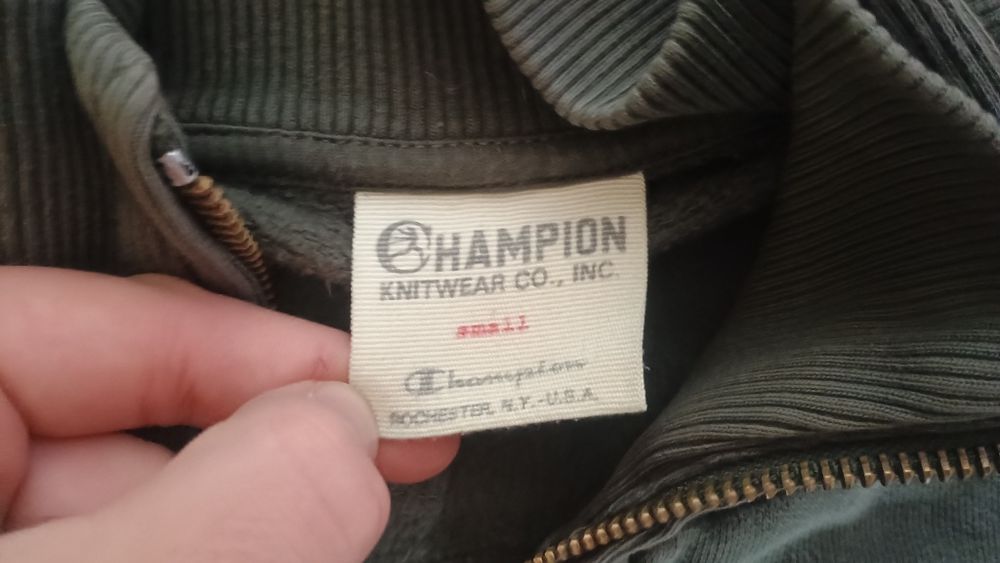 CHAMPION
KNITWEAR CO., INC.
small
Champion
ROCHESTER, N.Y.-U.S.A.